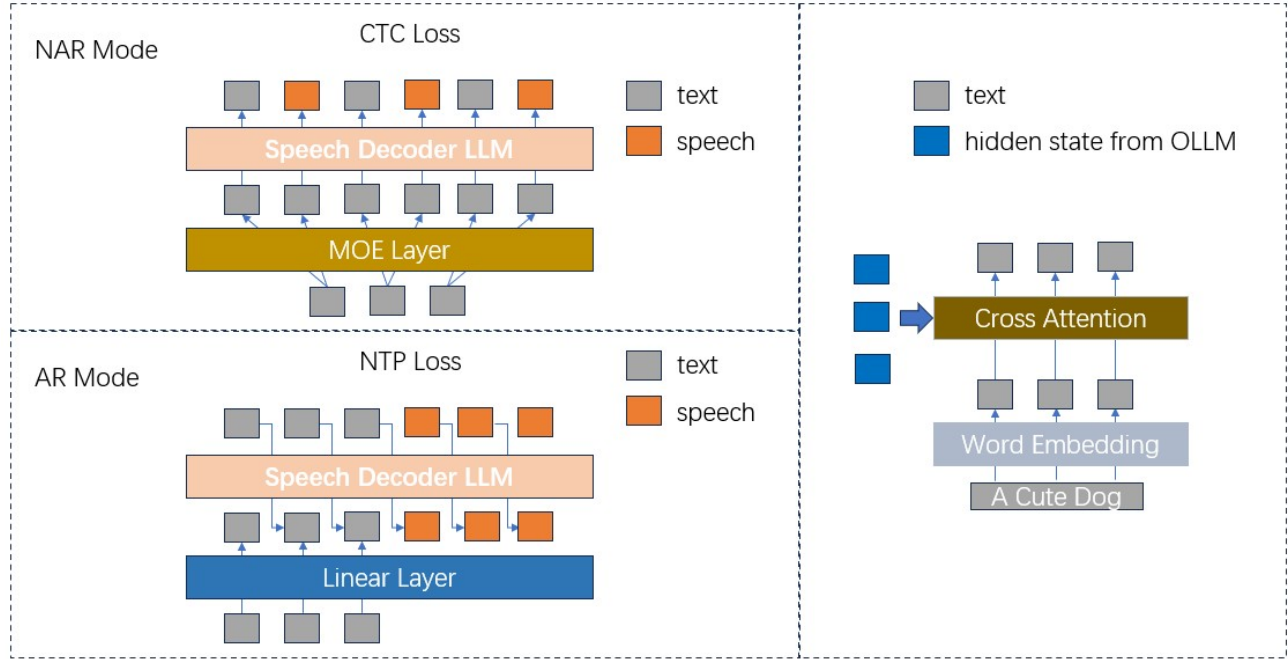 NAR Mode
CTC Loss
text
speech
Speech Decoder LLM
MOE Layer
AR Mode
NTP Loss
text
speech
Speech Decoder LLM
Linear Layer
text
hidden state from OLLM
Cross Attention
Word Embedding
A Cute Dog